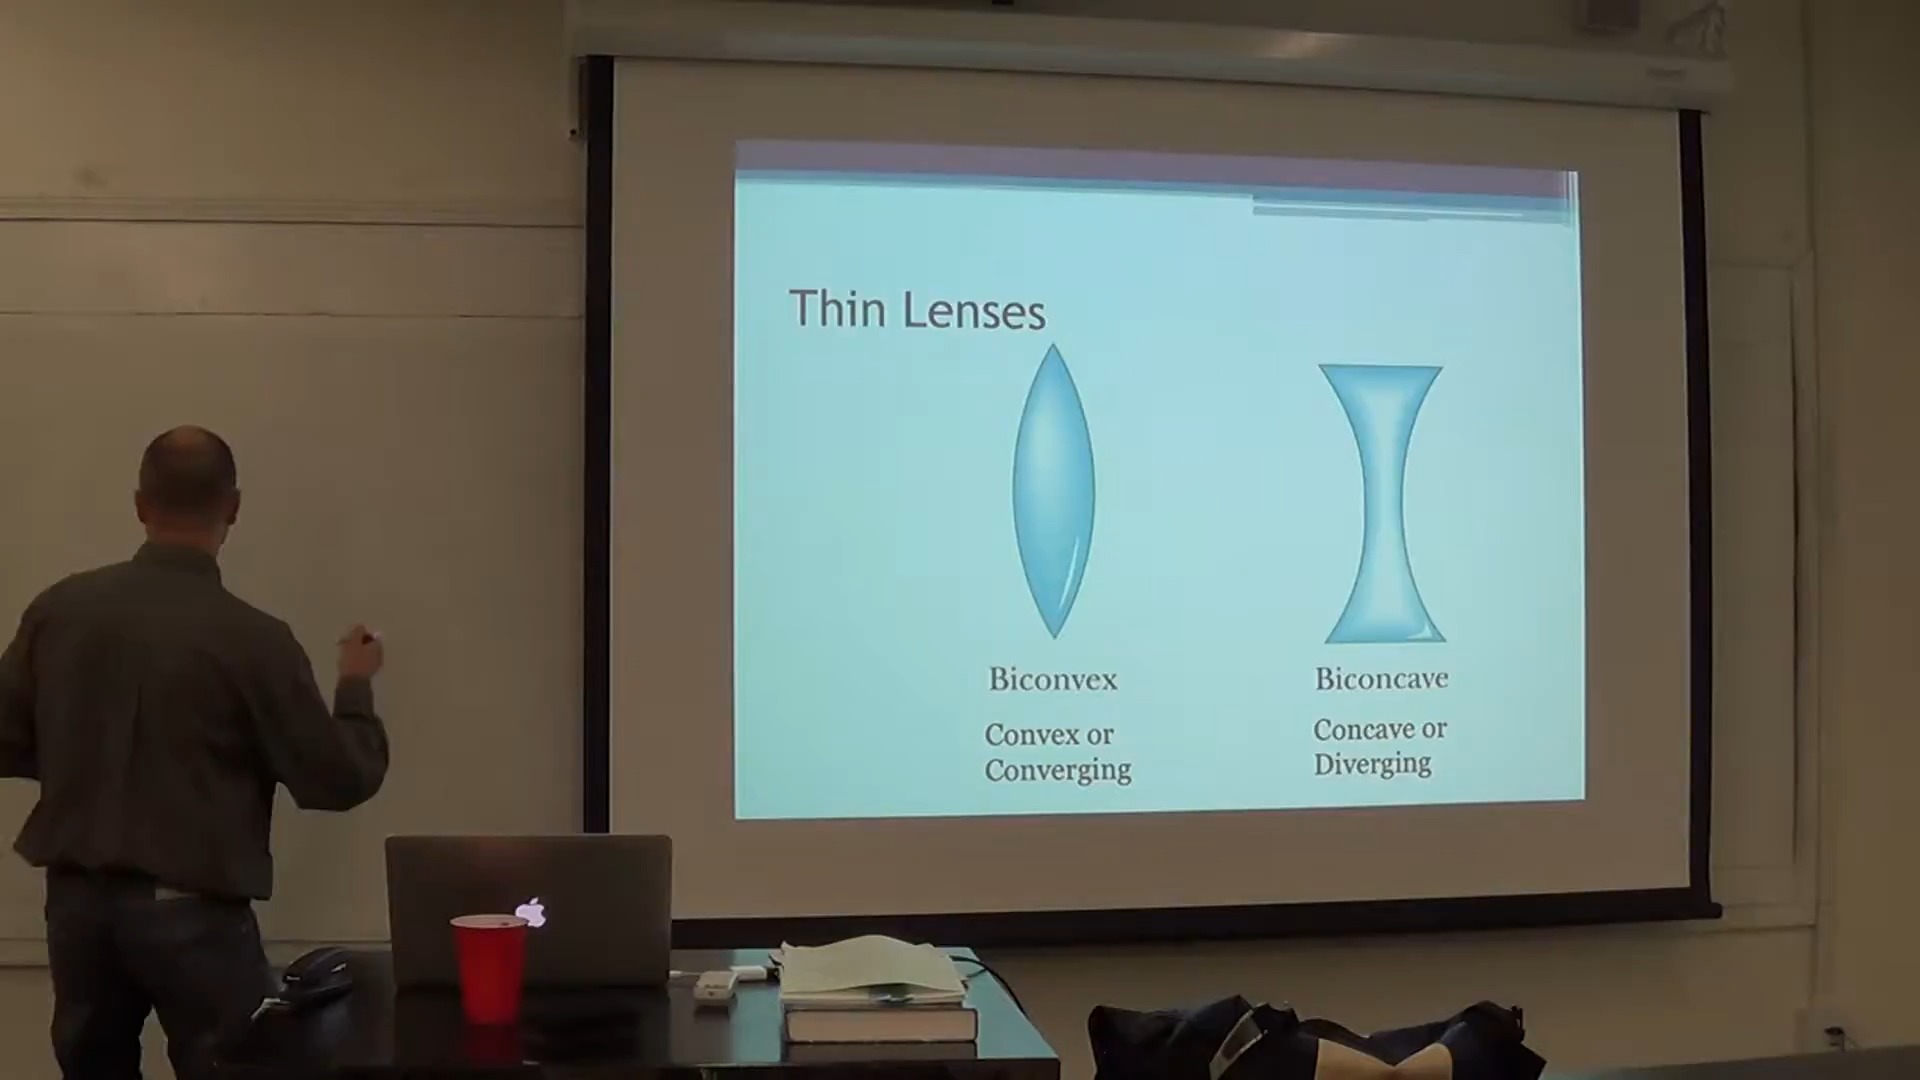 Thin Lenses
Biconvex
Biconcave
Convex or
Converging
Concave or
Diverging